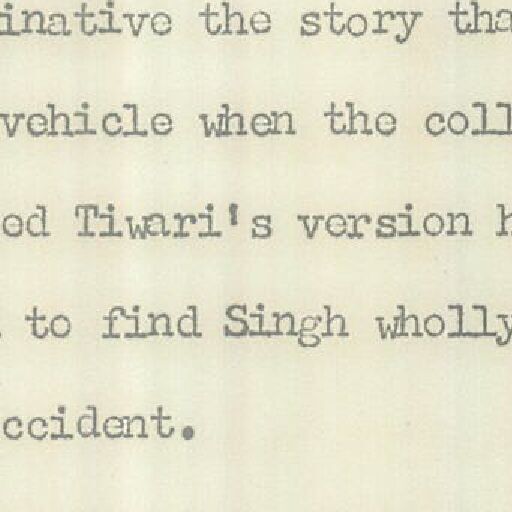 inative the story tha
vehicle when the coll
ed Tiwari's version h
to find Singh wholly
ccident.